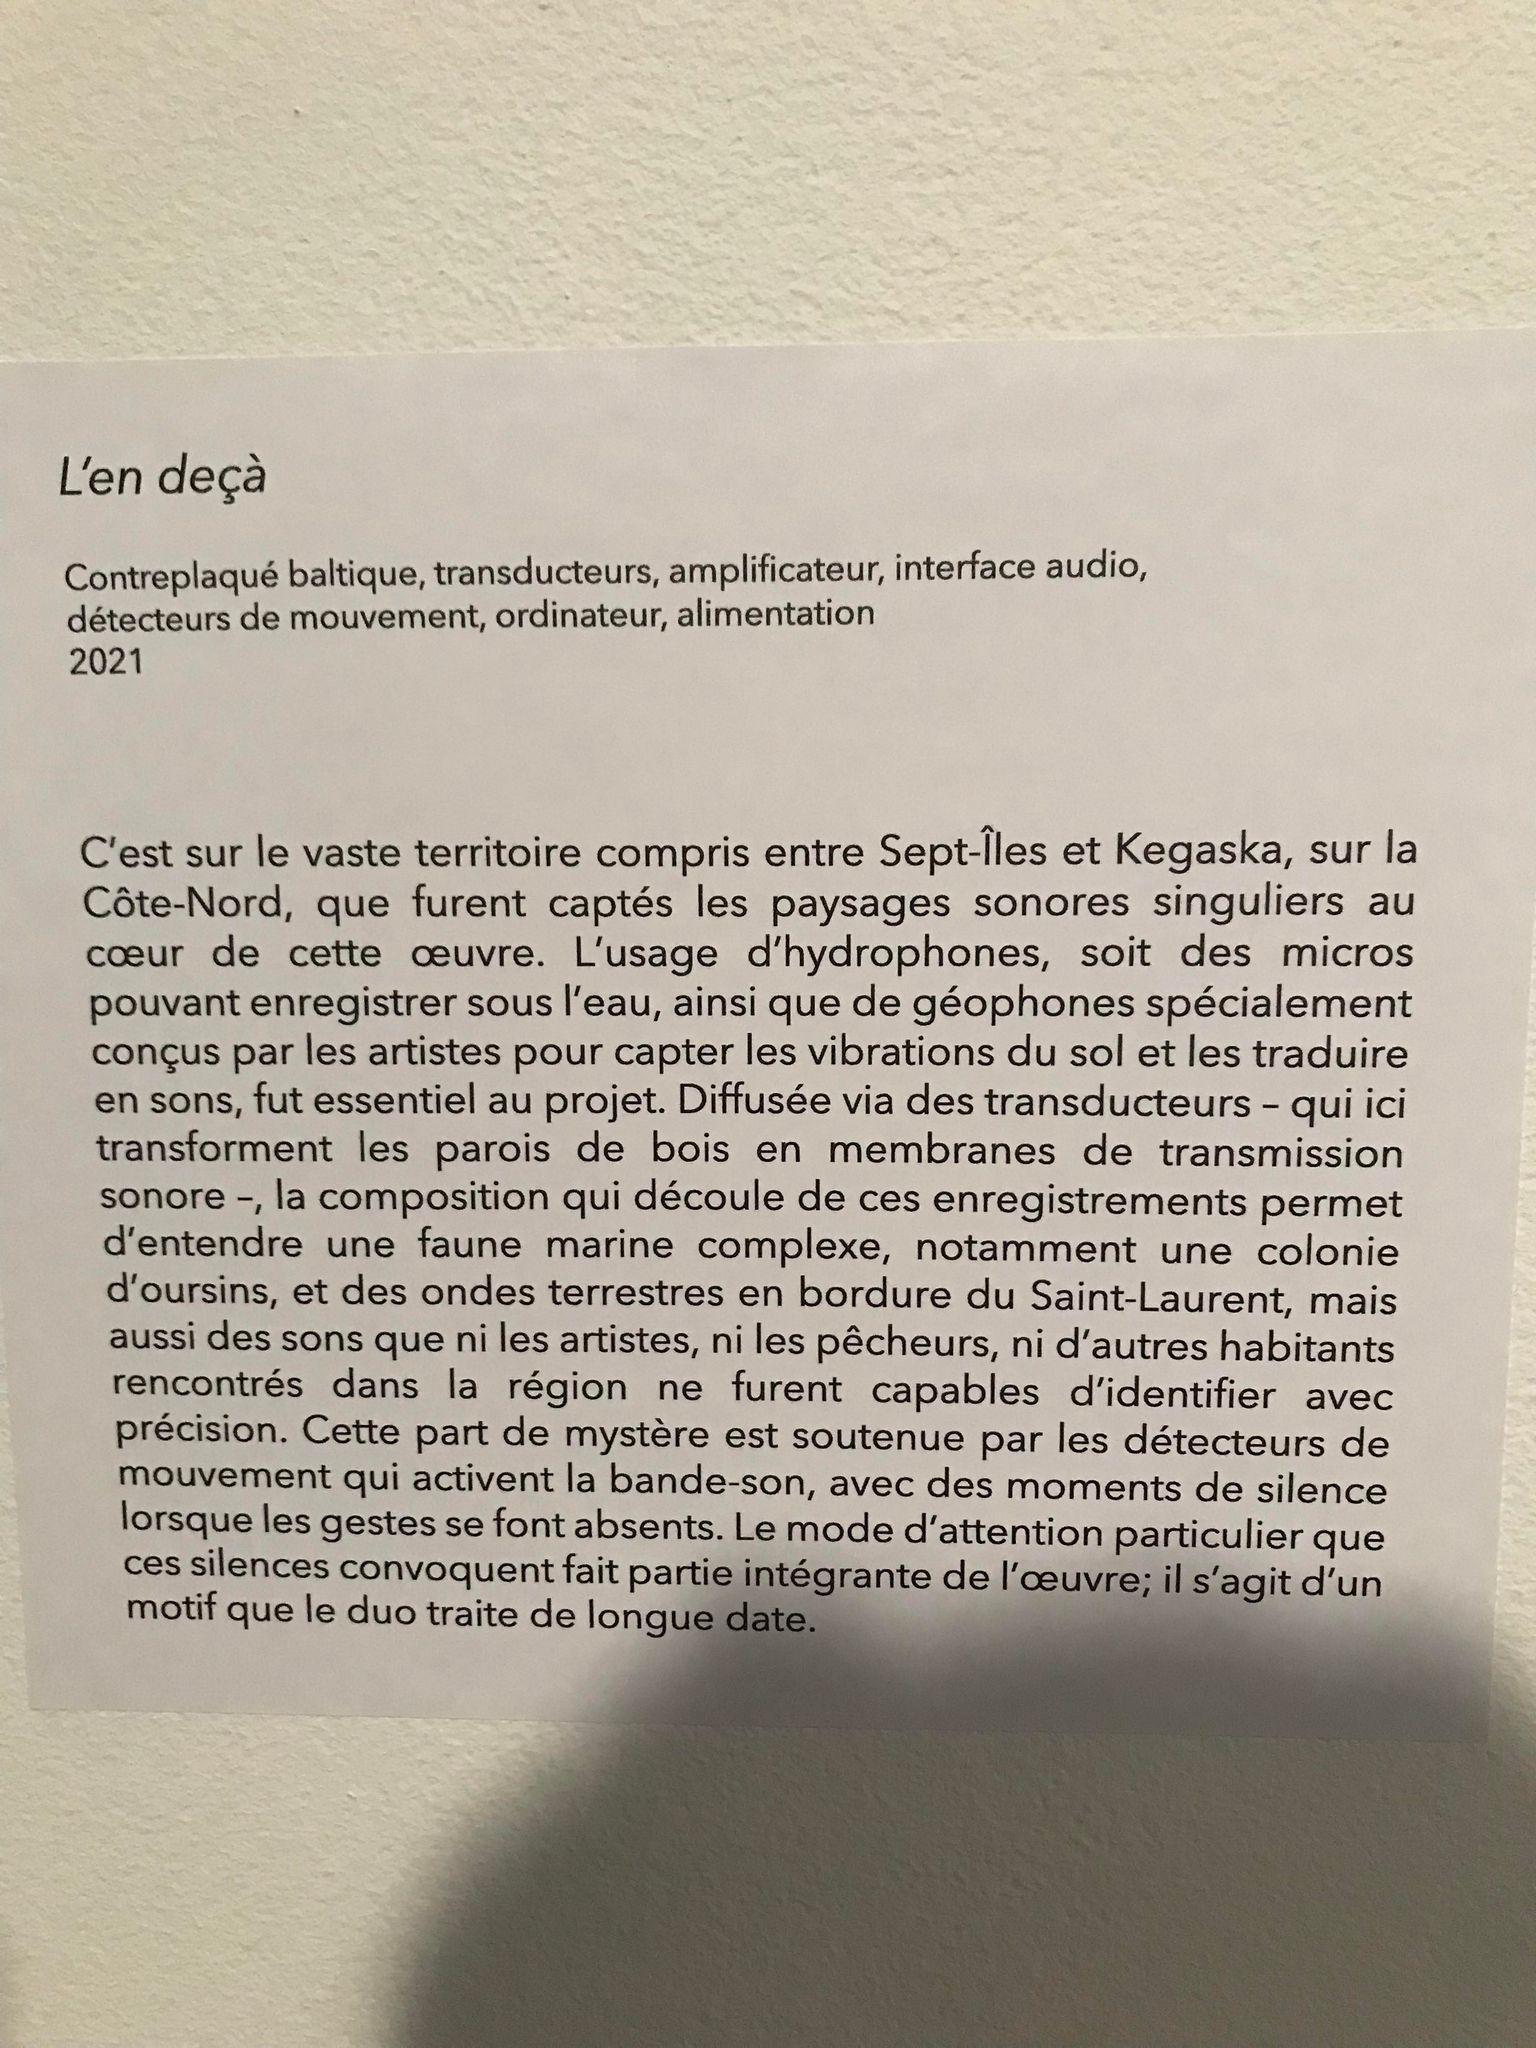 L'en deçà
Contreplaqué baltique, transducteurs, amplificateur, interface audio,
détecteurs de mouvement, ordinateur, alimentation
2021
C'est sur le vaste territoire compris entre Sept-Îles et Kegaska, sur la
Côte-Nord, que furent captés les paysages sonores singuliers au
cœur de cette œuvre. L'usage d'hydrophones, soit des micros
pouvant enregistrer sous l'eau, ainsi que de géophones spécialement
conçus par les artistes pour capter les vibrations du sol et les traduire
en sons, fut essentiel au projet. Diffusée via des transducteurs – qui ici
transforment les parois de bois en membranes de transmission
sonore –, la composition qui découle de ces enregistrements permet
d'entendre une faune marine complexe, notamment une colonie
d'oursins, et des ondes terrestres en bordure du Saint-Laurent, mais
aussi des sons que ni les artistes, ni les pêcheurs, ni d'autres habitants
rencontrés dans la région ne furent capables d'identifier avec
précision. Cette part de mystère est soutenue par les détecteurs de
mouvement qui activent la bande-son, avec des moments de silence
lorsque les gestes se font absents. Le mode d'attention particulier que
ces silences convoquent fait partie intégrante de l'œuvre; il s'agit d'un
motif que le duo traite de longue date.